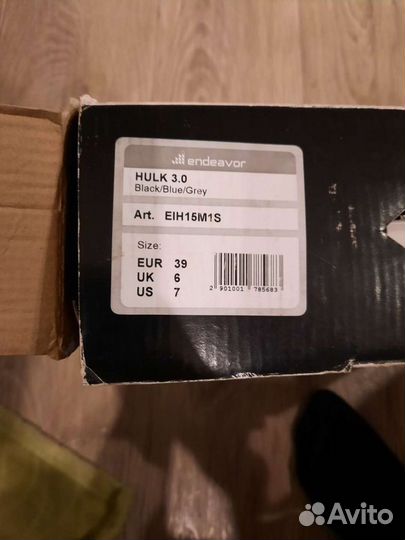 endeavor
HULK 3.0
Black/Blue/Grey
Art. EIH15M1S
Size:
EUR 39
UK 6
US 7
2 901001 785683
Avito